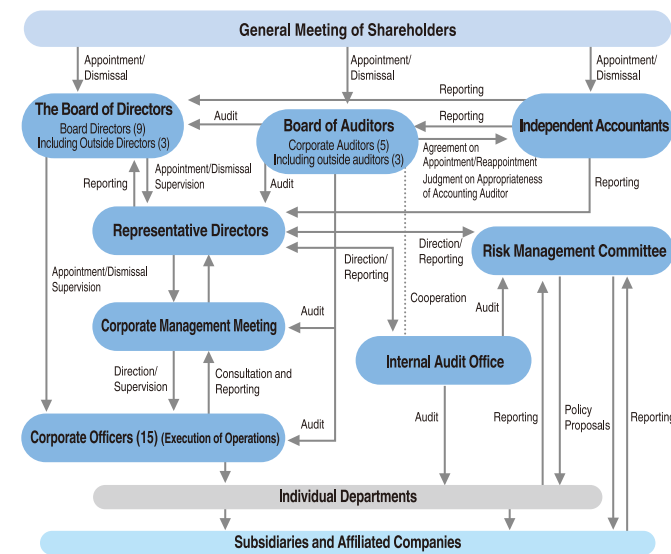 General Meeting of Shareholders
Appointment/
Dismissal
Appointment/
Dismissal
Appointment/
Dismissal
The Board of Directors
Board Directors (9)
Including Outside Directors (3)
Audit
Board of Auditors
Corporate Auditors (5)
Including outside auditors (3)
Reporting
Reporting
Independent Accountants
Agreement on
Appointment/Reappointment
Judgment on Appropriateness
of Accounting Auditor
Reporting
Appointment/Dismissal
Supervision
Audit
Reporting
Representative Directors
Direction/
Reporting
Direction/
Reporting
Risk Management Committee
Appointment/Dismissal
Supervision
Cooperation
Audit
Audit
Corporate Management Meeting
Internal Audit Office
Direction/
Supervision
Consultation and
Reporting
Audit
Audit
Reporting
Policy
Proposals
Reporting
Corporate Officers (15) (Execution of Operations)
Individual Departments
Subsidiaries and Affiliated Companies